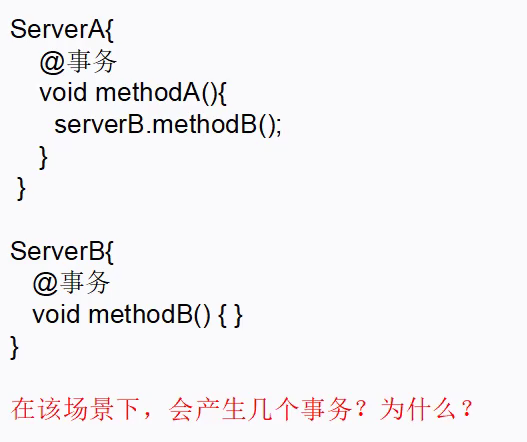 ServerA{
@事务
void methodA(){
serverB.methodB();
}
}
ServerB{
@事务
void methodB() { }
}
在该场景下，会产生几个事务？为什么？